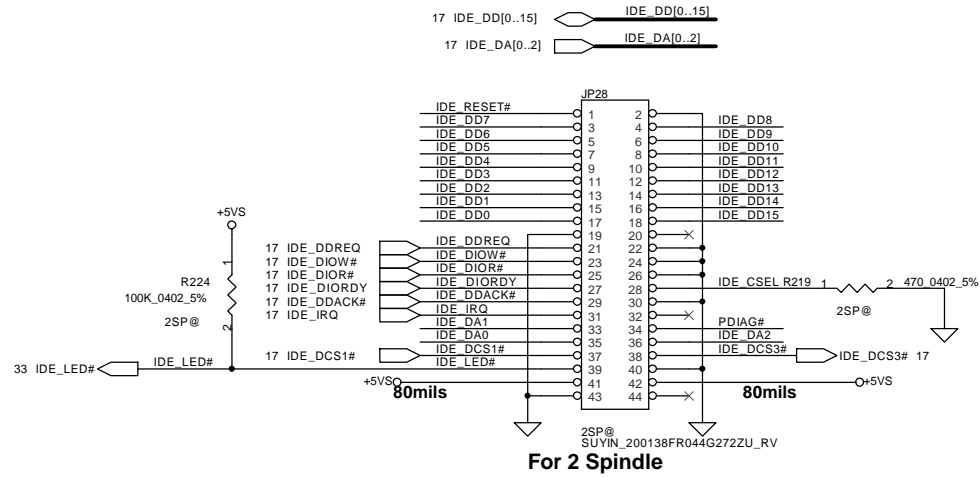 17 IDE_DD[0..15] IDE_DD[0..15]
17 IDE_DA[0..2] IDE_DA[0..2]
JP28
IDE_RESET# 1 2
IDE_DD7 3 4 IDE_DD8
IDE_DD6 5 6 IDE_DD9
IDE_DD5 7 8 IDE_DD10
IDE_DD4 9 10 IDE_DD11
IDE_DD3 11 12 IDE_DD12
IDE_DD2 13 14 IDE_DD13
IDE_DD1 15 16 IDE_DD14
IDE_DD0 17 18 IDE_DD15
19 20
17 IDE_DDREQ IDE_DDREQ 21 22
17 IDE_DIOW# IDE_DIOW# 23 24
17 IDE_DIOR# IDE_DIOR# 25 26
17 IDE_DIORDY IDE_DIORDY 27 28 IDE_CSEL R219 1 2 470_0402_5%
2SP@
17 IDE_DDACK# IDE_DDACK# 29 30
17 IDE_IRQ IDE_IRQ 31 32
IDE_DA1 33 34 PDIAG#
IDE_DA0 35 36 IDE_DA2
17 IDE_DCS1# IDE_DCS1# 37 38 IDE_DCS3# IDE_DCS3# 17
33 IDE_LED# IDE_LED# IDE_LED# 39 40
+5VS 41 42 +5VS
80mils 43 44 80mils
+5VS
1
R224
100K_0402_5%
2SP@
2
2SP@
SUYIN_200138FR044G272ZU_RV
For 2 Spindle